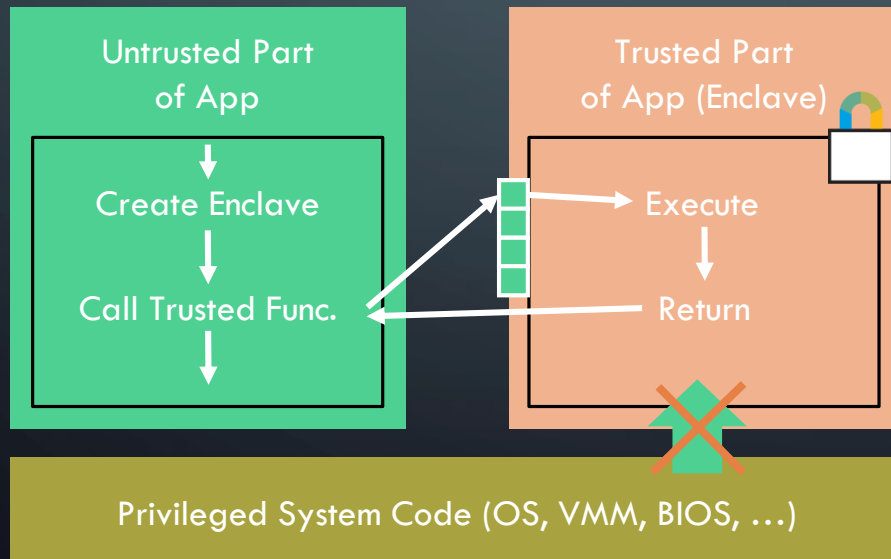 Untrusted Part
of App
Create Enclave
Call Trusted Func.
Trusted Part
of App (Enclave)
Execute
Return
Privileged System Code (OS, VMM, BIOS, …)